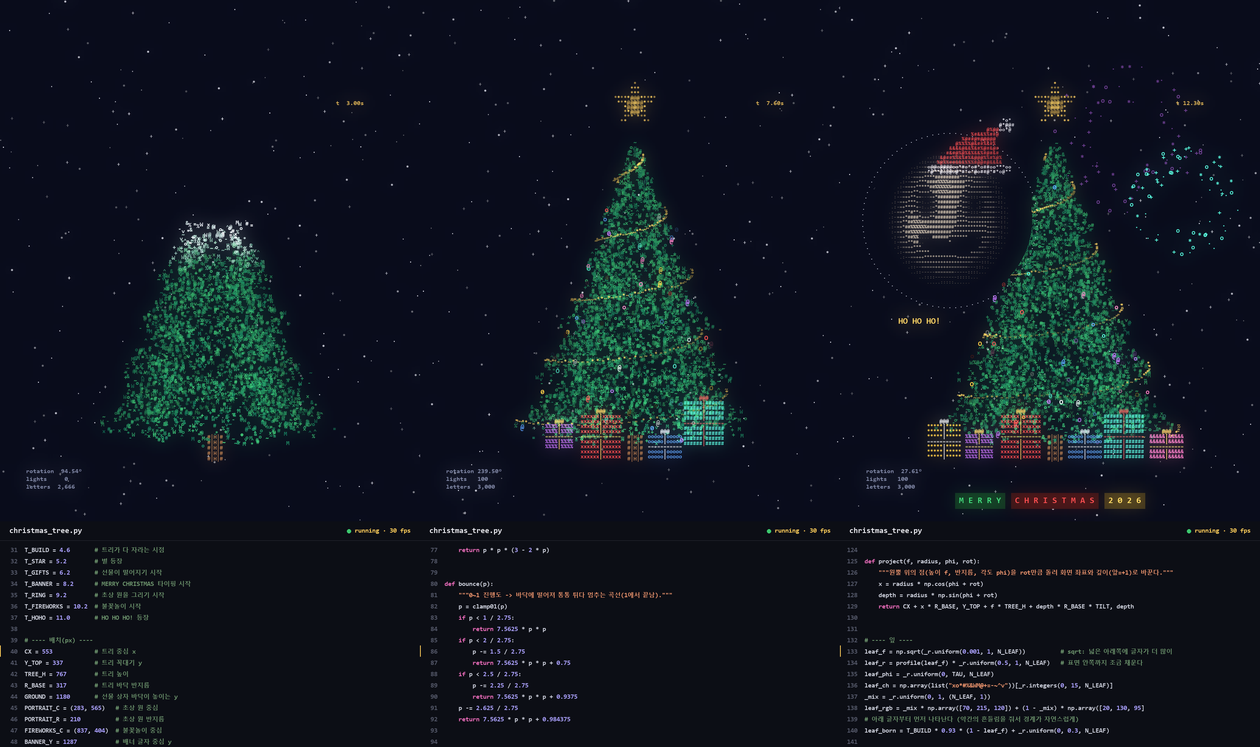 t 3.00s
rotation 94.54°
lights 0
letters 2,666
christmas_tree.py
running · 30 fps
31 T_BUILD = 4.6 # 트리가 다 자라는 시점
32 T_STAR = 5.2 # 별 등장
33 T_GIFTS = 6.2 # 선물이 떨어지기 시작
34 T_BANNER = 8.2 # MERRY CHRISTMAS 타이핑 시작
35 T_RING = 9.2 # 초상 원을 그리기 시작
36 T_FIREWORKS = 10.2 # 불꽃놀이 시작
37 T_HOHO = 11.0 # HO HO HO! 등장
38
39 # ---- 배치(px) ----
40 CX = 553 # 트리 중심 x
41 Y_TOP = 337 # 트리 꼭대기 y
42 TREE_H = 767 # 트리 높이
43 R_BASE = 317 # 트리 바닥 반지름
44 GROUND = 1180 # 선물 상자 바닥이 놓이는 y
45 PORTRAIT_C = (283, 565) # 초상 원 중심
46 PORTRAIT_R = 210 # 초상 원 반지름
47 FIREWORKS_C = (837, 404) # 불꽃놀이 중심
48 BANNER_Y = 1287 # 배너 글자 중심 y
t 7.60s
rotation 239.50°
lights 100
letters 3,000
christmas_tree.py
running · 30 fps
77 return p * p * (3 - 2 * p)
78
79
80 def bounce(p):
81 """0~1 진행도 -> 바닥에 떨어져 통통 튀다 멈추는 곡선(1에서 끝남)."""
82 p = clamp01(p)
83 if p < 1 / 2.75:
84 return 7.5625 * p * p
85 if p < 2 / 2.75:
86 p -= 1.5 / 2.75
87 return 7.5625 * p * p + 0.75
88 if p < 2.5 / 2.75:
89 p -= 2.25 / 2.75
90 return 7.5625 * p * p + 0.9375
91 p -= 2.625 / 2.75
92 return 7.5625 * p * p + 0.984375
93
94
t 12.30s
HO HO HO!
rotation 27.61°
lights 100
letters 3,000
MERRY CHRISTMAS 2026
christmas_tree.py
running · 30 fps
124
125 def project(f, radius, phi, rot):
126 """원뿔 위의 점(높이 f, 반지름, 각도 phi)을 rot만큼 돌려 화면 좌표와 깊이(앞=+1)로 바꾼다."""
127 x = radius * np.cos(phi + rot)
128 depth = radius * np.sin(phi + rot)
129 return CX + x * R_BASE, Y_TOP + f * TREE_H + depth * R_BASE * TILT, depth
130
131
132 # ---- 잎 ----
133 leaf_f = np.sqrt(_r.uniform(0.001, 1, N_LEAF)) # sqrt: 넓은 아래쪽에 글자가 더 많이
134 leaf_r = profile(leaf_f) * _r.uniform(0.5, 1, N_LEAF) # 표면 안쪽까지 조금 채운다
135 leaf_phi = _r.uniform(0, TAU, N_LEAF)
136 leaf_ch = np.array(list("xo*#%&WM@+=-~^v"))[_r.integers(0, 15, N_LEAF)]
137 _mix = _r.uniform(0, 1, (N_LEAF, 1))
138 leaf_rgb = _mix * np.array([70, 215, 120]) + (1 - _mix) * np.array([20, 130, 95]
139 # 아래 글자부터 먼저 나타난다 (약간의 흔들림을 줘서 경계가 자연스럽게)
140 leaf_born = T_BUILD * 0.93 * (1 - leaf_f) + _r.uniform(0, 0.3, N_LEAF)
141